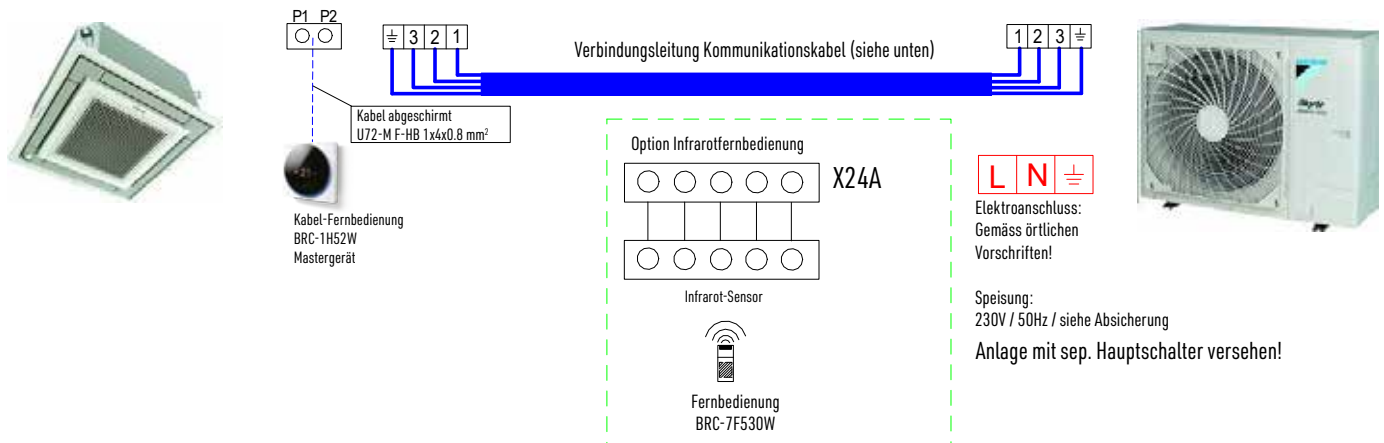 P1 P2
⏚ 3 2 1
Verbindungsleitung Kommunikationskabel (siehe unten)
1 2 3 ⏚
Kabel abgeschirmt
U72-M F-HB 1x4x0.8 mm²
Kabel-Fernbedienung
BRC-1H52W
Mastergerät
Option Infrarotfernbedienung
X24A
Infrarot-Sensor
Fernbedienung
BRC-7F530W
L N ⏚
Elektroanschluss:
Gemäss örtlichen
Vorschriften!
Speisung:
230V / 50Hz / siehe Absicherung
Anlage mit sep. Hauptschalter versehen!